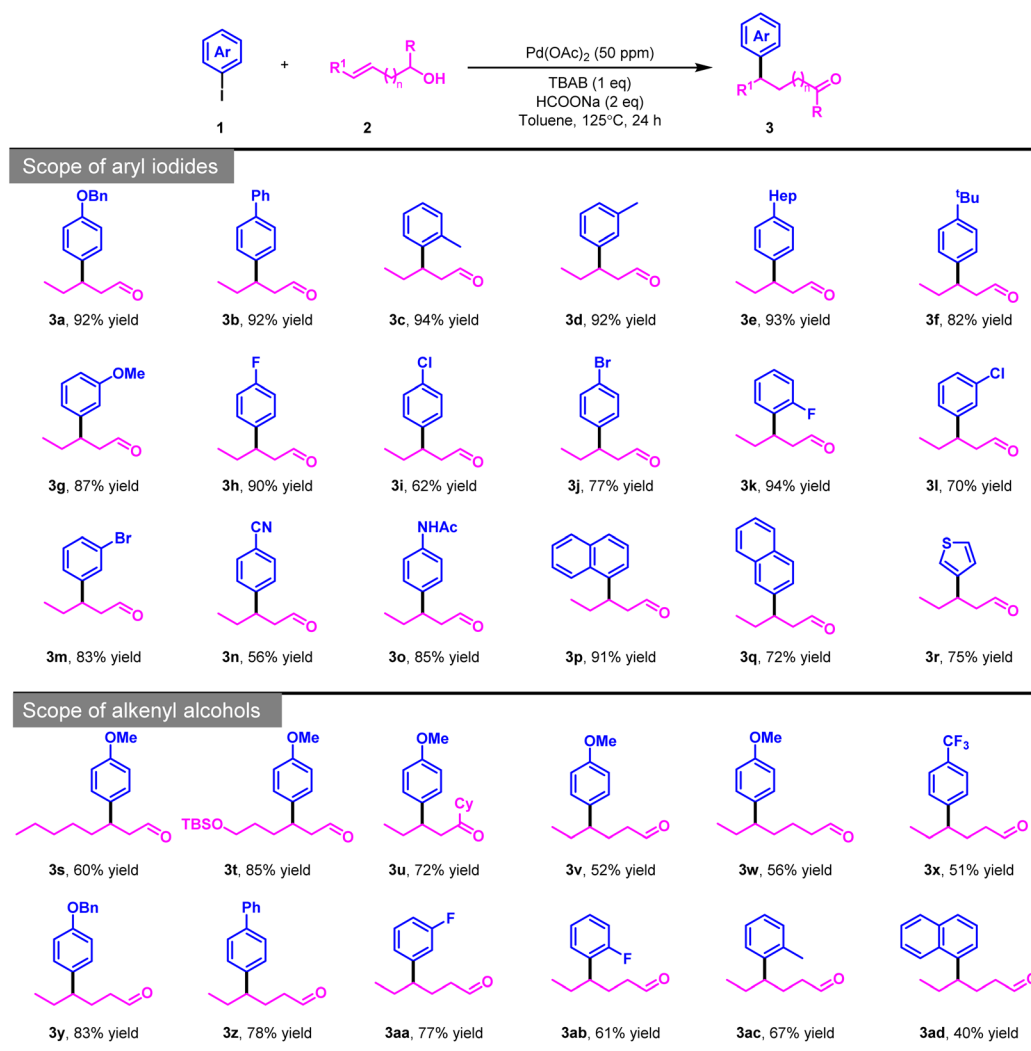 Ar
I
1
+
R¹
( )n
R
OH
2
Pd(OAc)₂ (50 ppm)
TBAB (1 eq)
HCOONa (2 eq)
Toluene, 125°C, 24 h
Ar
R¹
( )n
O
R
3
Scope of aryl iodides
OBn
O
3a, 92% yield
Ph
O
3b, 92% yield
O
3c, 94% yield
O
3d, 92% yield
Hep
O
3e, 93% yield
ᵗBu
O
3f, 82% yield
OMe
O
3g, 87% yield
F
O
3h, 90% yield
Cl
O
3i, 62% yield
Br
O
3j, 77% yield
F
O
3k, 94% yield
Cl
O
3l, 70% yield
Br
O
3m, 83% yield
CN
O
3n, 56% yield
NHAc
O
3o, 85% yield
O
3p, 91% yield
O
3q, 72% yield
S
O
3r, 75% yield
Scope of alkenyl alcohols
OMe
O
3s, 60% yield
OMe
TBSO
O
3t, 85% yield
OMe
Cy
O
3u, 72% yield
OMe
O
3v, 52% yield
OMe
O
3w, 56% yield
CF₃
O
3x, 51% yield
OBn
O
3y, 83% yield
Ph
O
3z, 78% yield
F
O
3aa, 77% yield
F
O
3ab, 61% yield
O
3ac, 67% yield
O
3ad, 40% yield